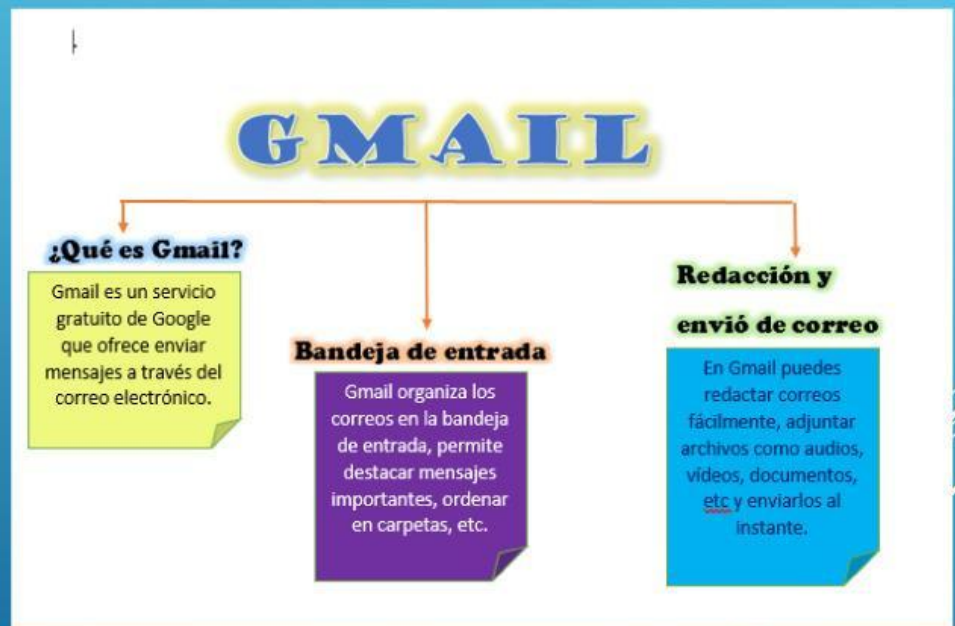 GMAIL
¿Qué es Gmail?
Gmail es un servicio
gratuito de Google
que ofrece enviar
mensajes a través del
correo electrónico.
Bandeja de entrada
Gmail organiza los
correos en la bandeja
de entrada, permite
destacar mensajes
importantes, ordenar
en carpetas, etc.
Redacción y
envió de correo
En Gmail puedes
redactar correos
fácilmente, adjuntar
archivos como audios,
vídeos, documentos,
etc y enviarlos al
instante.